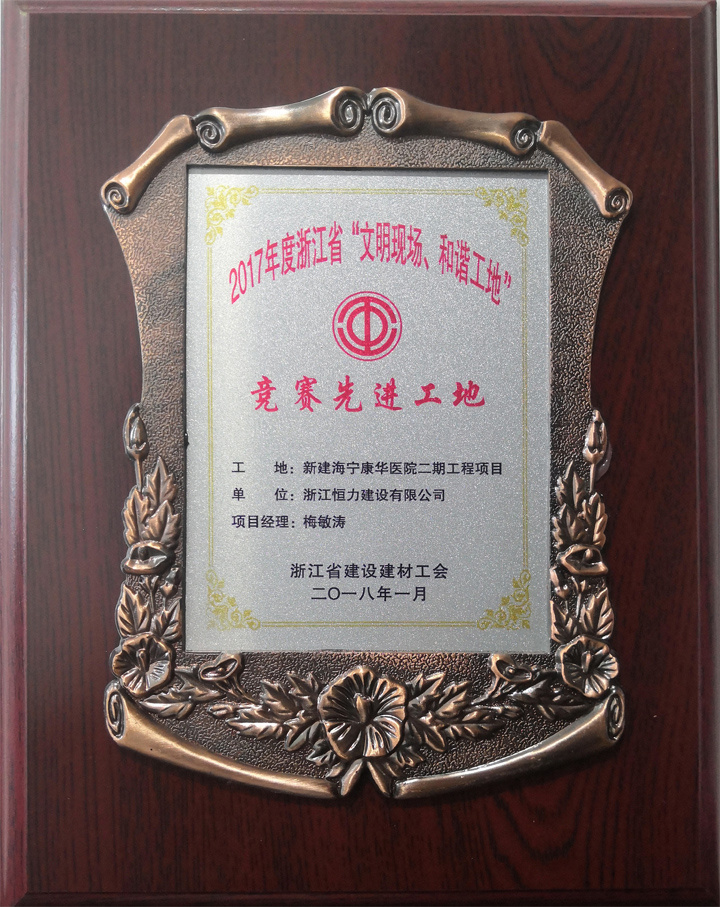 2017年度浙江省“文明现场、和谐工地”
竞赛先进工地
工　　地：新建海宁康华医院二期工程项目
单　　位：浙江恒力建设有限公司
项目经理：梅敏涛
浙江省建设建材工会
二〇一八年一月